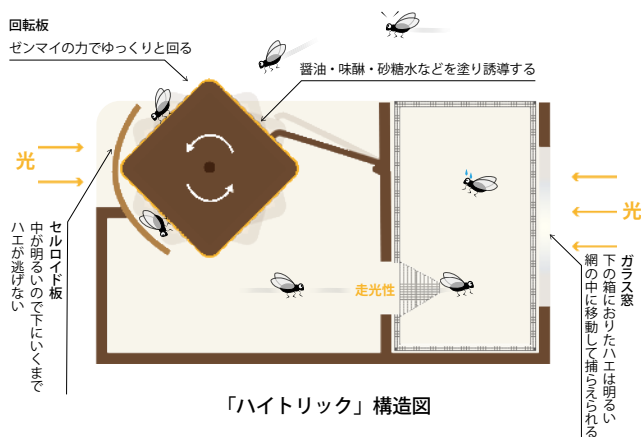 回転板
ゼンマイの力でゆっくりと回る
醤油・味醂・砂糖水などを塗り誘導する
光
セルロイド板
中が明るいので下にいくまで
ハエが逃げない
走光性
光
ガラス窓
下の箱におりたハエは明るい
網の中に移動して捕らえられる
「ハイトリック」構造図